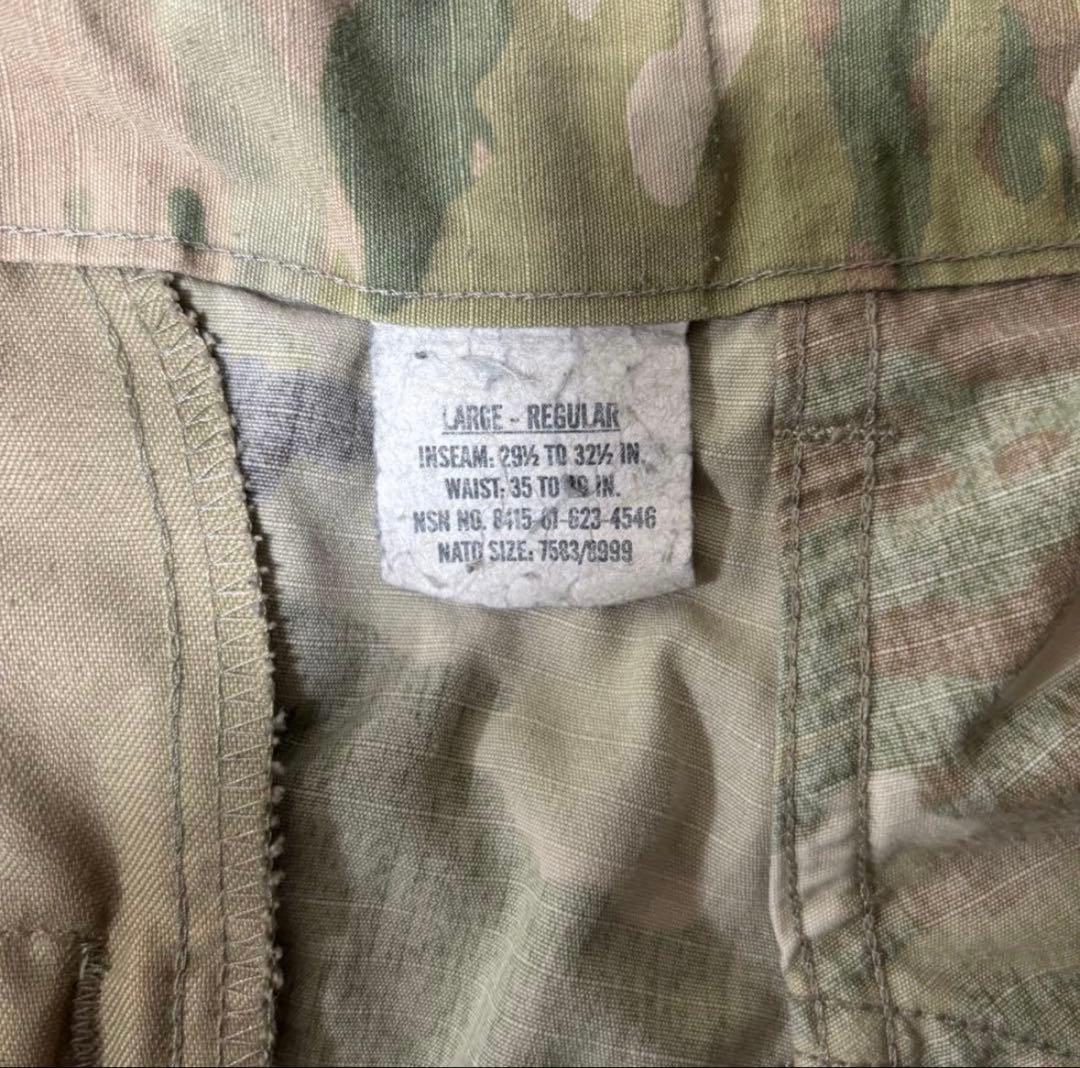 LARGE - REGULAR
INSEAM: 29½ TO 32½ IN.
WAIST: 35 TO IN.
NSN NO. 8415-01-623-4546
NATO SIZE: 7583/8999